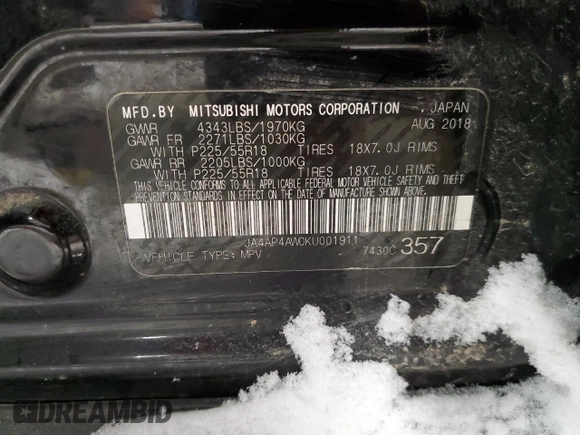 MFD.BY MITSUBISHI MOTORS CORPORATION , JAPAN
GVWR 4343LBS/1970KG AUG 2018
GAWR FR 2271LBS/1030KG
WITH P225/55R18 TIRES 18X7.0J RIMS
GAWR RR 2205LBS/1000KG
WITH P225/55R18 TIRES 18X7.0J RIMS
THIS VEHICLE CONFORMS TO ALL APPLICABLE FEDERAL MOTOR VEHICLE SAFETY AND THEFT
PREVENTION STANDARDS IN EFFECT ON THE DATE OF MANUFACTURE SHOWN ABOVE.
JA4AP4AW0KU001911
VEHICLE TYPE: MPV 7430C 357
DREAMBID